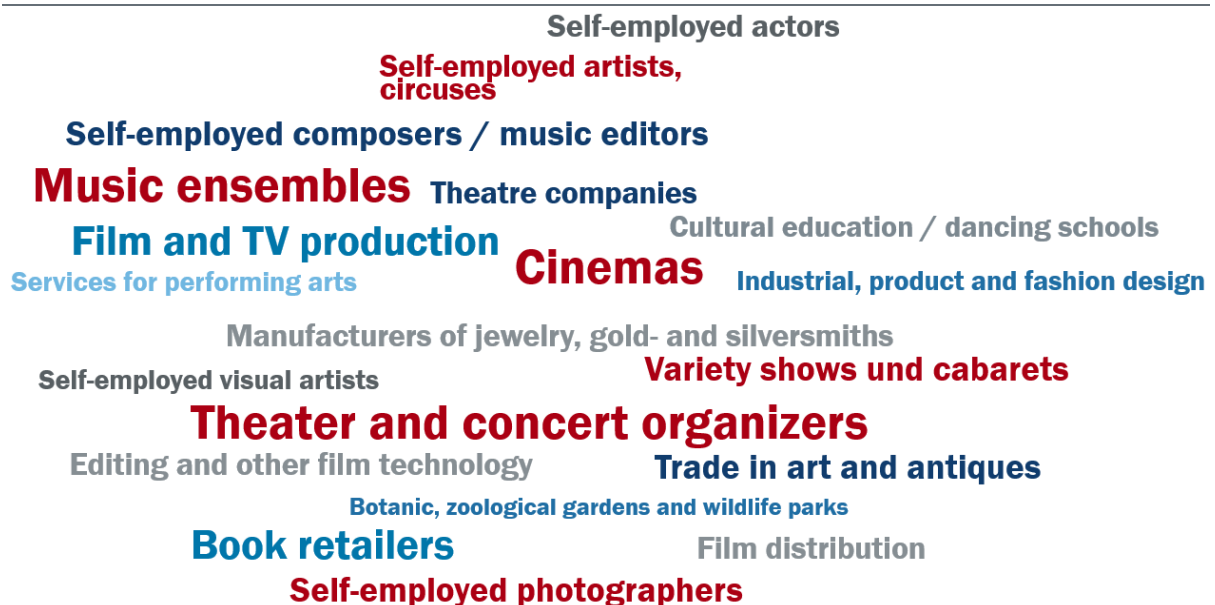 Self-employed actors
Self-employed artists,
circuses
Self-employed composers / music editors
Music ensembles
Theatre companies
Cultural education / dancing schools
Film and TV production
Cinemas
Services for performing arts
Industrial, product and fashion design
Manufacturers of jewelry, gold- and silversmiths
Variety shows und cabarets
Self-employed visual artists
Theater and concert organizers
Editing and other film technology
Trade in art and antiques
Botanic, zoological gardens and wildlife parks
Book retailers
Film distribution
Self-employed photographers